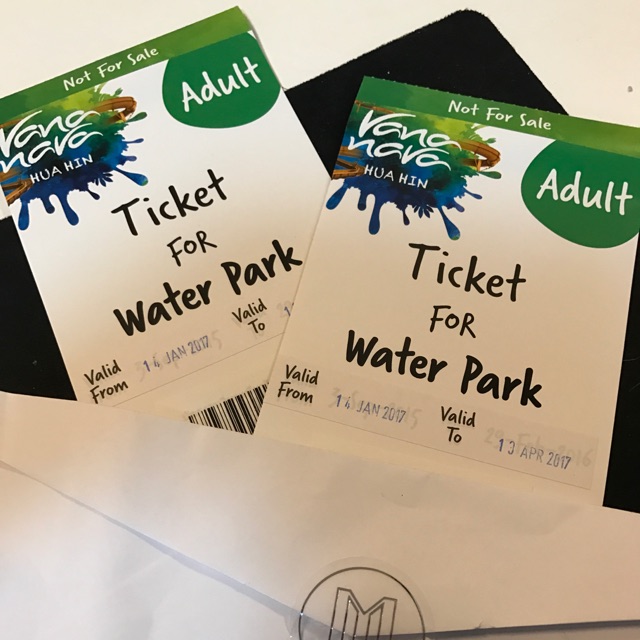 Not For Sale
Adult
Vana
nava
HUA HIN
Ticket
FOR
Water Park
Valid
From
14 JAN 2017
Valid
To
Not For Sale
Adult
Vana
nava
HUA HIN
Ticket
FOR
Water Park
Valid
From
14 JAN 2017
Valid
To
13 APR 2017